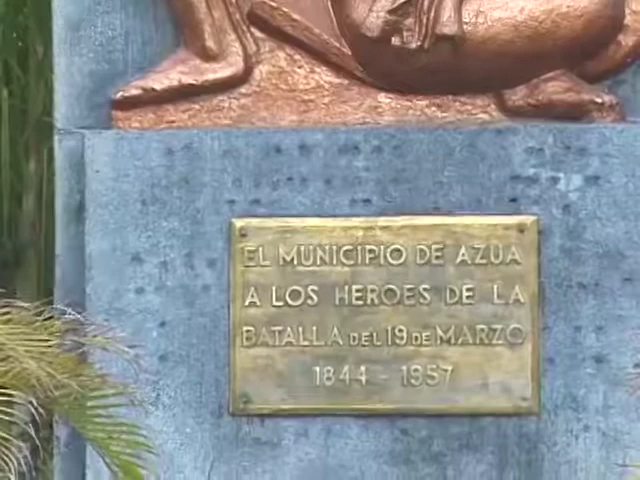 EL MUNICIPIO DE AZUA
A LOS HEROES DE LA
BATALLA DEL 19 DE MARZO
1844 - 1957